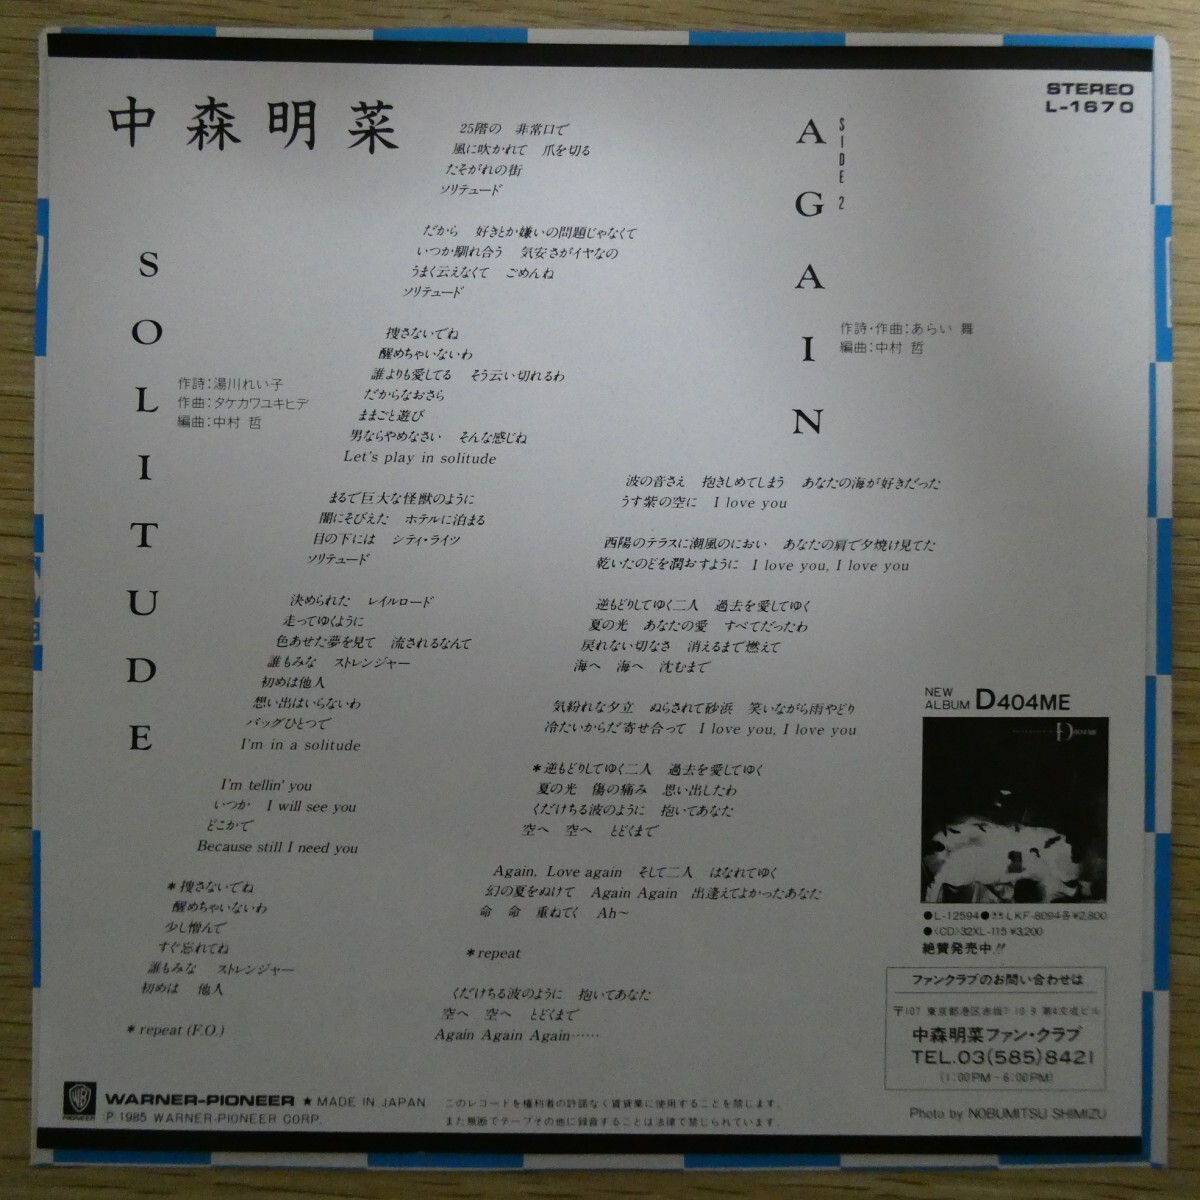 中森明菜
SOLITUDE
作詩：湯川れい子
作曲：タケカワユキヒデ
編曲：中村 哲
25階の 非常口で
風に吹かれて 爪を切る
たそがれの街
ソリテュード
だから 好きとか嫌いの問題じゃなくて
いつか馴れ合う 気安さがイヤなの
うまく云えなくて ごめんね
ソリテュード
捜さないでね
醒めちゃいないわ
誰よりも愛してる そう云い切れるわ
だからなおさら
ままごと遊び
男ならやめなさい そんな感じね
Let's play in solitude
まるで巨大な怪獣のように
闇にそびえた ホテルに泊まる
目の下には シティ・ライツ
ソリテュード
決められた レイルロード
走ってゆくように
色あせた夢を見て 流されるなんて
誰もみな ストレンジャー
初めは他人
想い出はいらないわ
バッグひとつで
I'm in a solitude
I'm tellin' you
いつか I will see you
どこかで
Because still I need you
＊捜さないでね
醒めちゃいないわ
少し憎んで
すぐ忘れてね
誰もみな ストレンジャー
初めは 他人
＊repeat (F.O.)
STEREO
L-1670
SIDE 2
AGAIN
作詩・作曲：あらい 舞
編曲：中村 哲
波の音さえ 抱きしめてしまう あなたの海が好きだった
うす紫の空に I love you
西陽のテラスに潮風のにおい あなたの肩で夕焼け見てた
乾いたのどを潤おすように I love you, I love you
逆もどりしてゆく二人 過去を愛してゆく
夏の光 あなたの愛 すべてだったわ
戻れない切なさ 消えるまで燃えて
海へ 海へ 沈むまで
気紛れな夕立 ぬらされて砂浜 笑いながら雨やどり
冷たいからだ寄せ合って I love you, I love you
＊逆もどりしてゆく二人 過去を愛してゆく
夏の光 傷の痛み 思い出したわ
くだけちる波のように 抱いてあなた
空へ 空へ とどくまで
Again, Love again そして二人 はなれてゆく
幻の夏をぬけて Again Again 出逢えてよかったあなた
命 命 重ねてく Ah〜
＊repeat
くだけちる波のように 抱いてあなた
空へ 空へ とどくまで
Again Again Again……
NEW
ALBUM D404ME
D404ME
●L-12594●LKF-8094各¥2,800
●〈CD〉32XL-115 ¥3,200
絶賛発売中!!
ファンクラブのお問い合わせは
〒107 東京都港区赤坂7-10-9 第4文成ビル
中森明菜ファン・クラブ
TEL.03(585)8421
(1:00PM－6:00PM)
Photo by NOBUMITSU SHIMIZU
PIONEER
WARNER-PIONEER ★ MADE IN JAPAN
Ⓟ1985 WARNER-PIONEER CORP.
このレコードを権利者の許諾なく賃貸業に使用することを禁じます。
また無断でテープその他に録音することは法律で禁じられています。